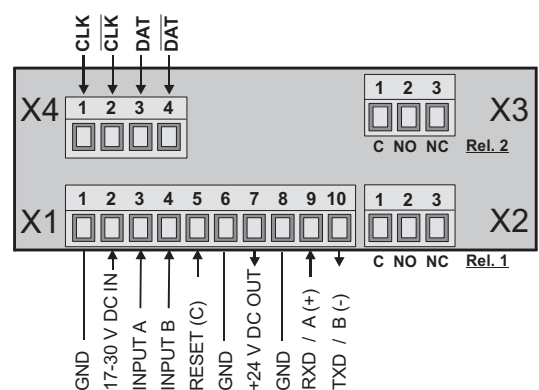 CLK C̅L̅K̅ DAT D̅A̅T̅
X4 1 2 3 4
1 2 3 X3
C NO NC Rel. 2
X1 1 2 3 4 5 6 7 8 9 10
1 2 3 X2
C NO NC Rel. 1
GND
17-30 V DC IN
INPUT A
INPUT B
RESET (C)
GND
+24 V DC OUT
GND
RXD / A (+)
TXD / B (-)